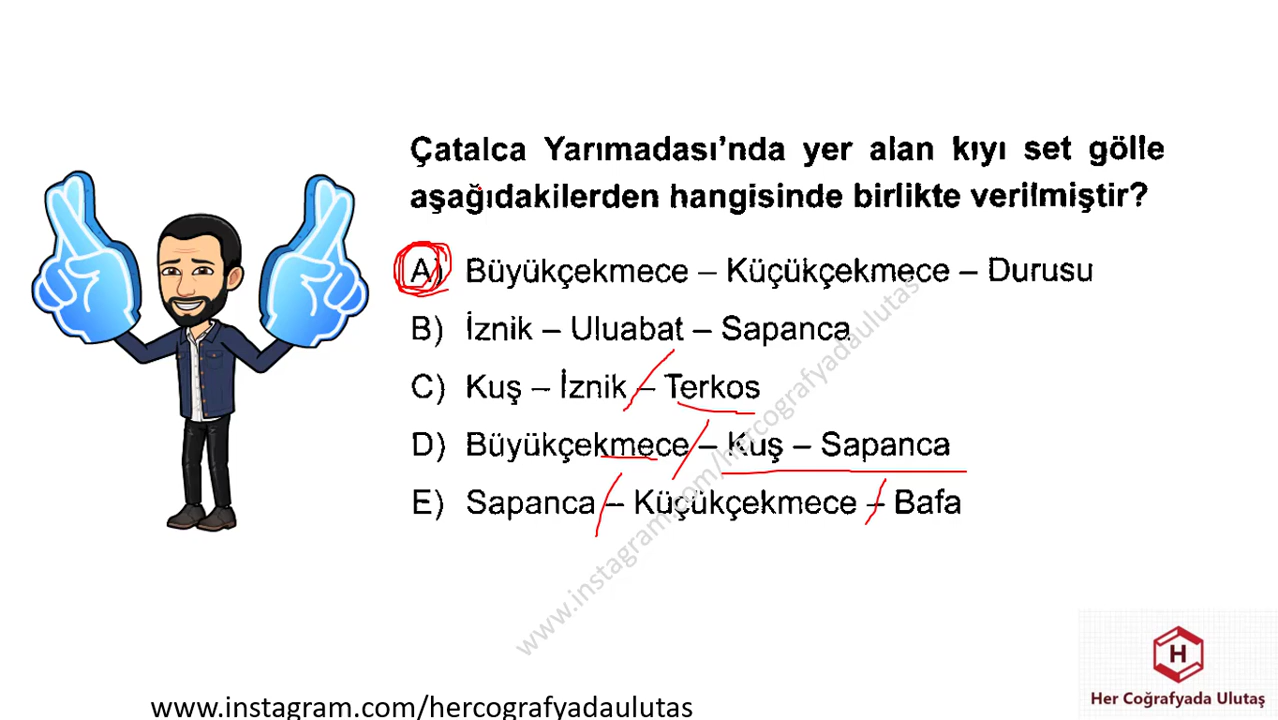 Çatalca Yarımadası’nda yer alan kıyı set gölle
aşağıdakilerden hangisinde birlikte verilmiştir?
A) Büyükçekmece – Küçükçekmece – Durusu
B) İznik – Uluabat – Sapanca
C) Kuş – İznik – Terkos
D) Büyükçekmece – Kuş – Sapanca
E) Sapanca – Küçükçekmece – Bafa
www.instagram.com/hercografyadaulutas
H
Her Coğrafyada Ulutaş
www.instagram.com/hercografyadaulutas